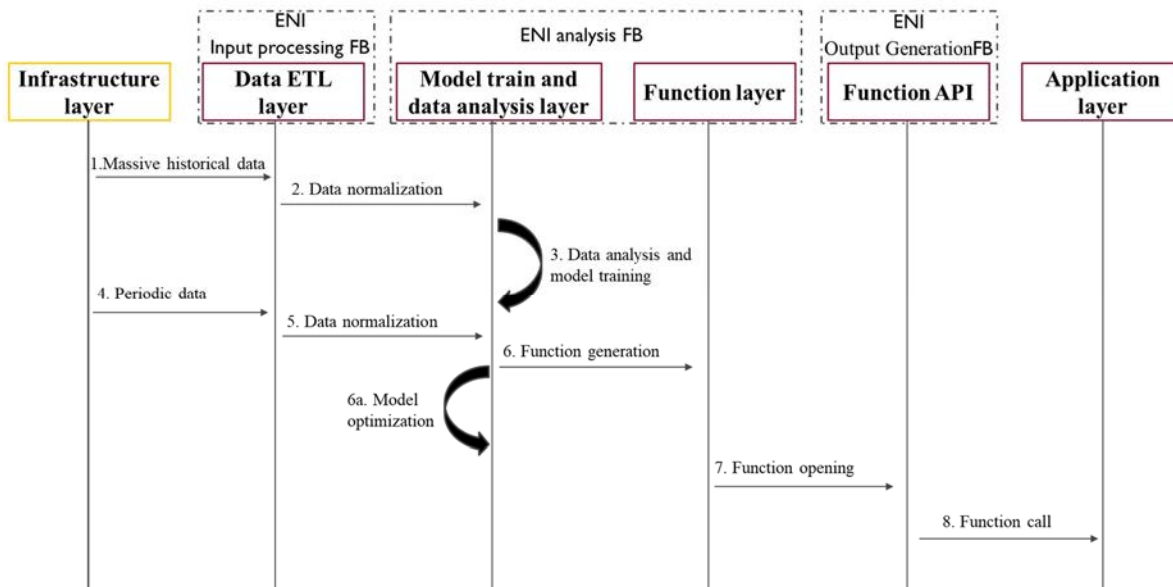 ENI
Input processing FB
ENI analysis FB
ENI
Output GenerationFB
Infrastructure
layer
Data ETL
layer
Model train and
data analysis layer
Function layer
Function API
Application
layer
1.Massive historical data
2. Data normalization
3. Data analysis and
model training
4. Periodic data
5. Data normalization
6. Function generation
6a. Model
optimization
7. Function opening
8. Function call